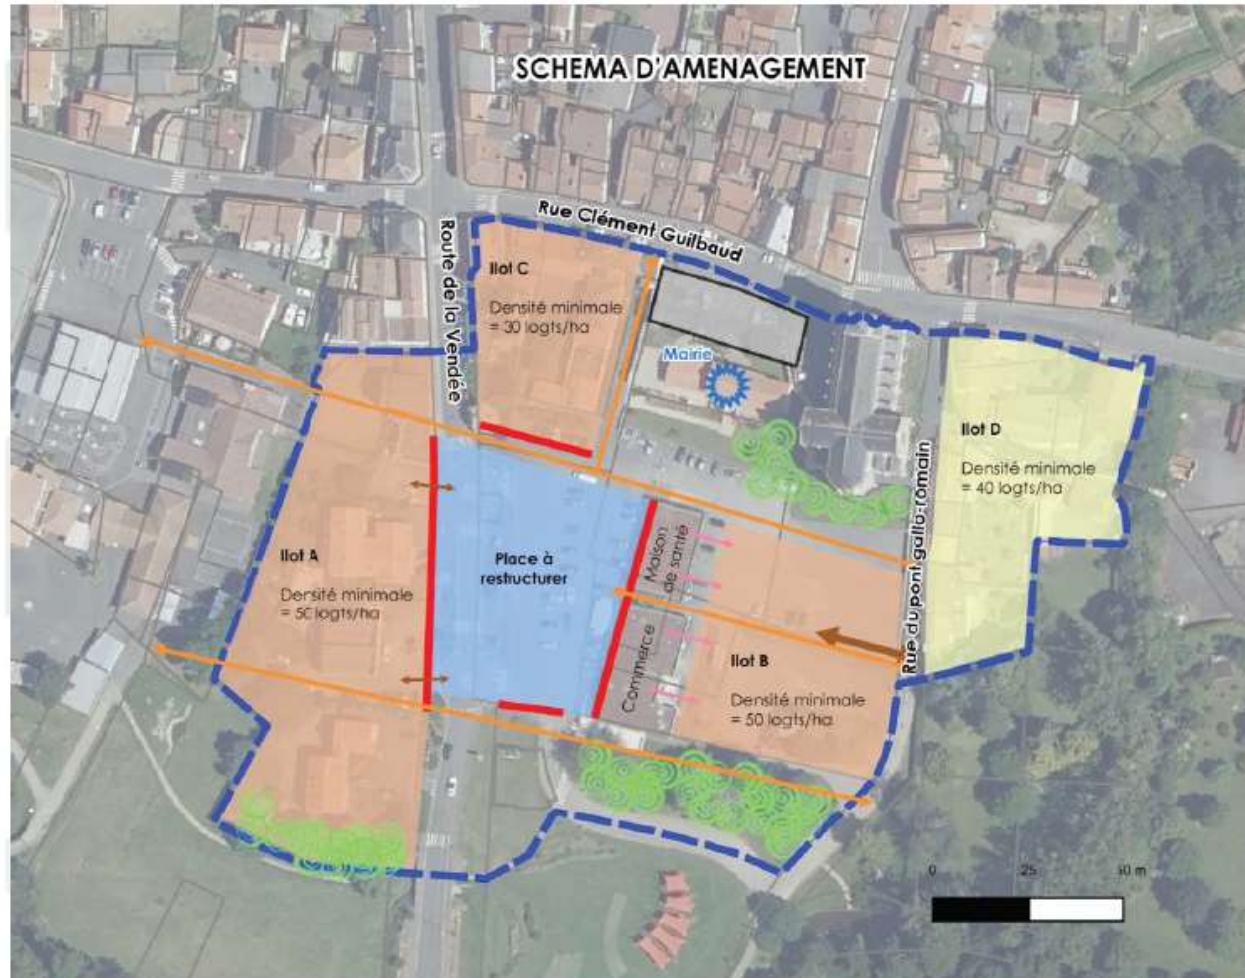 SCHEMA D'AMENAGEMENT
Rue Clément Guilbaud
Route de la Vendée
Ilot C
Densité minimale
= 30 logts/ha
Mairie
Ilot D
Densité minimale
= 40 logts/ha
Rue du pont gallo-romain
Ilot A
Densité minimale
= 50 logts/ha
Place à
restructurer
Maison
de santé
Commerce
Ilot B
Densité minimale
= 50 logts/ha
0 25 50 m